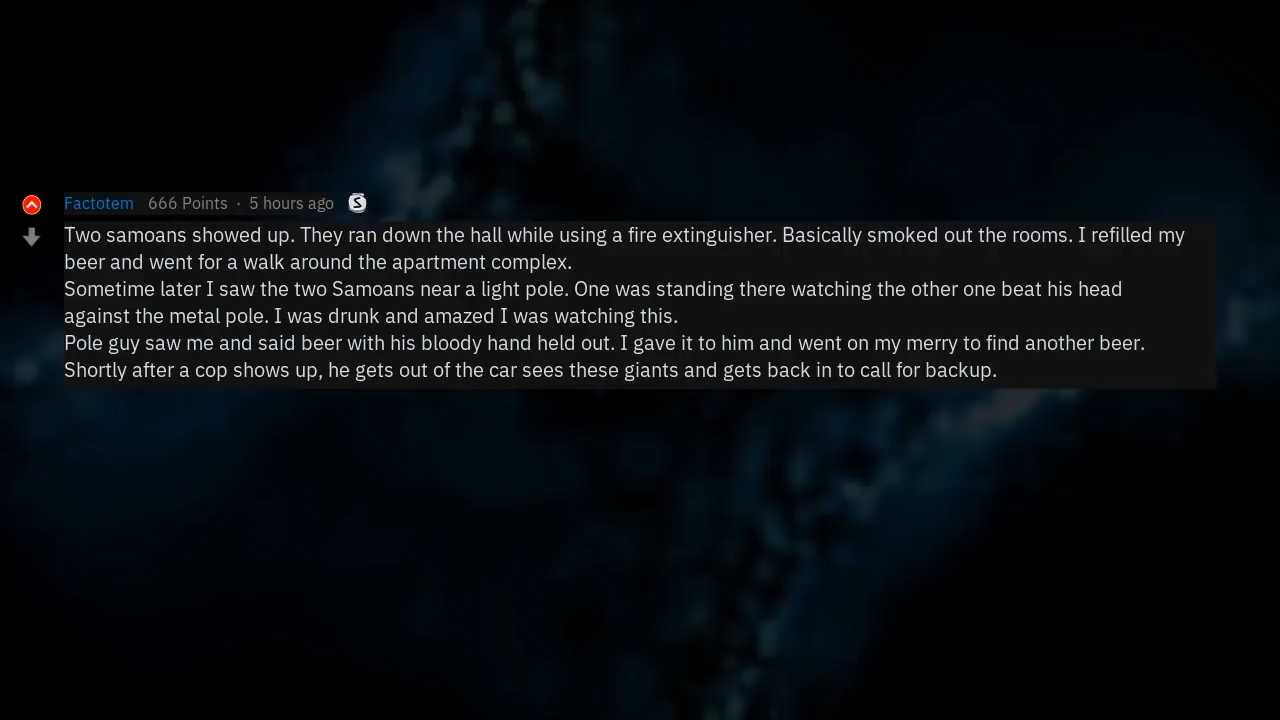 Factotem 666 Points · 5 hours ago S
Two samoans showed up. They ran down the hall while using a fire extinguisher. Basically smoked out the rooms. I refilled my
beer and went for a walk around the apartment complex.
Sometime later I saw the two Samoans near a light pole. One was standing there watching the other one beat his head
against the metal pole. I was drunk and amazed I was watching this.
Pole guy saw me and said beer with his bloody hand held out. I gave it to him and went on my merry to find another beer.
Shortly after a cop shows up, he gets out of the car sees these giants and gets back in to call for backup.